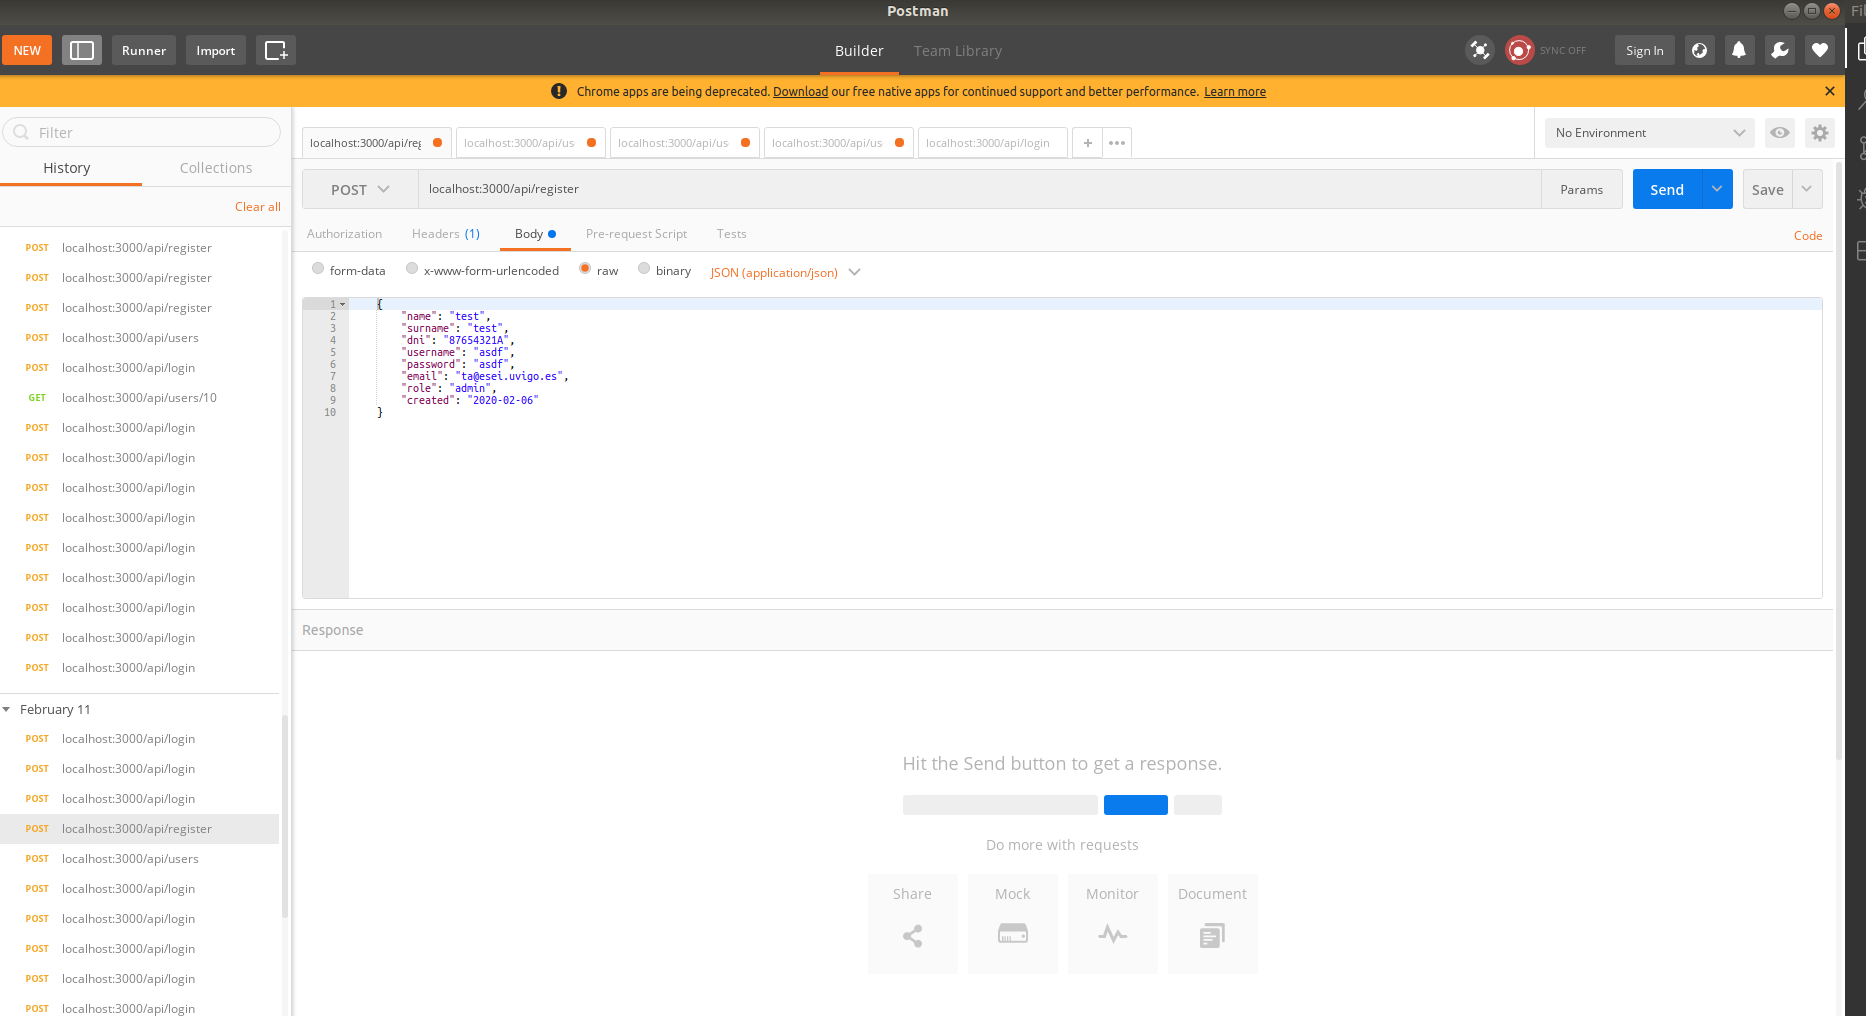 Postman
Fil
NEW
Runner
Import
Builder
Team Library
SYNC OFF
Sign In
Chrome apps are being deprecated. Download our free native apps for continued support and better performance. Learn more
Filter
History
Collections
Clear all
POST localhost:3000/api/register
POST localhost:3000/api/register
POST localhost:3000/api/register
POST localhost:3000/api/users
POST localhost:3000/api/login
GET localhost:3000/api/users/10
POST localhost:3000/api/login
POST localhost:3000/api/login
POST localhost:3000/api/login
POST localhost:3000/api/login
POST localhost:3000/api/login
POST localhost:3000/api/login
POST localhost:3000/api/login
POST localhost:3000/api/login
POST localhost:3000/api/login
February 11
POST localhost:3000/api/login
POST localhost:3000/api/login
POST localhost:3000/api/login
POST localhost:3000/api/register
POST localhost:3000/api/users
POST localhost:3000/api/login
POST localhost:3000/api/login
POST localhost:3000/api/login
POST localhost:3000/api/login
POST localhost:3000/api/login
localhost:3000/api/reg
localhost:3000/api/us
localhost:3000/api/us
localhost:3000/api/us
localhost:3000/api/login
No Environment
POST
localhost:3000/api/register
Params
Send
Save
Authorization
Headers (1)
Body
Pre-request Script
Tests
Code
form-data
x-www-form-urlencoded
raw
binary
JSON (application/json)
1 {
2 "name": "test",
3 "surname": "test",
4 "dni": "87654321A",
5 "username": "asdf",
6 "password": "asdf",
7 "email": "ta@esei.uvigo.es",
8 "role": "admin",
9 "created": "2020-02-06"
10 }
Response
Hit the Send button to get a response.
Do more with requests
Share
Mock
Monitor
Document